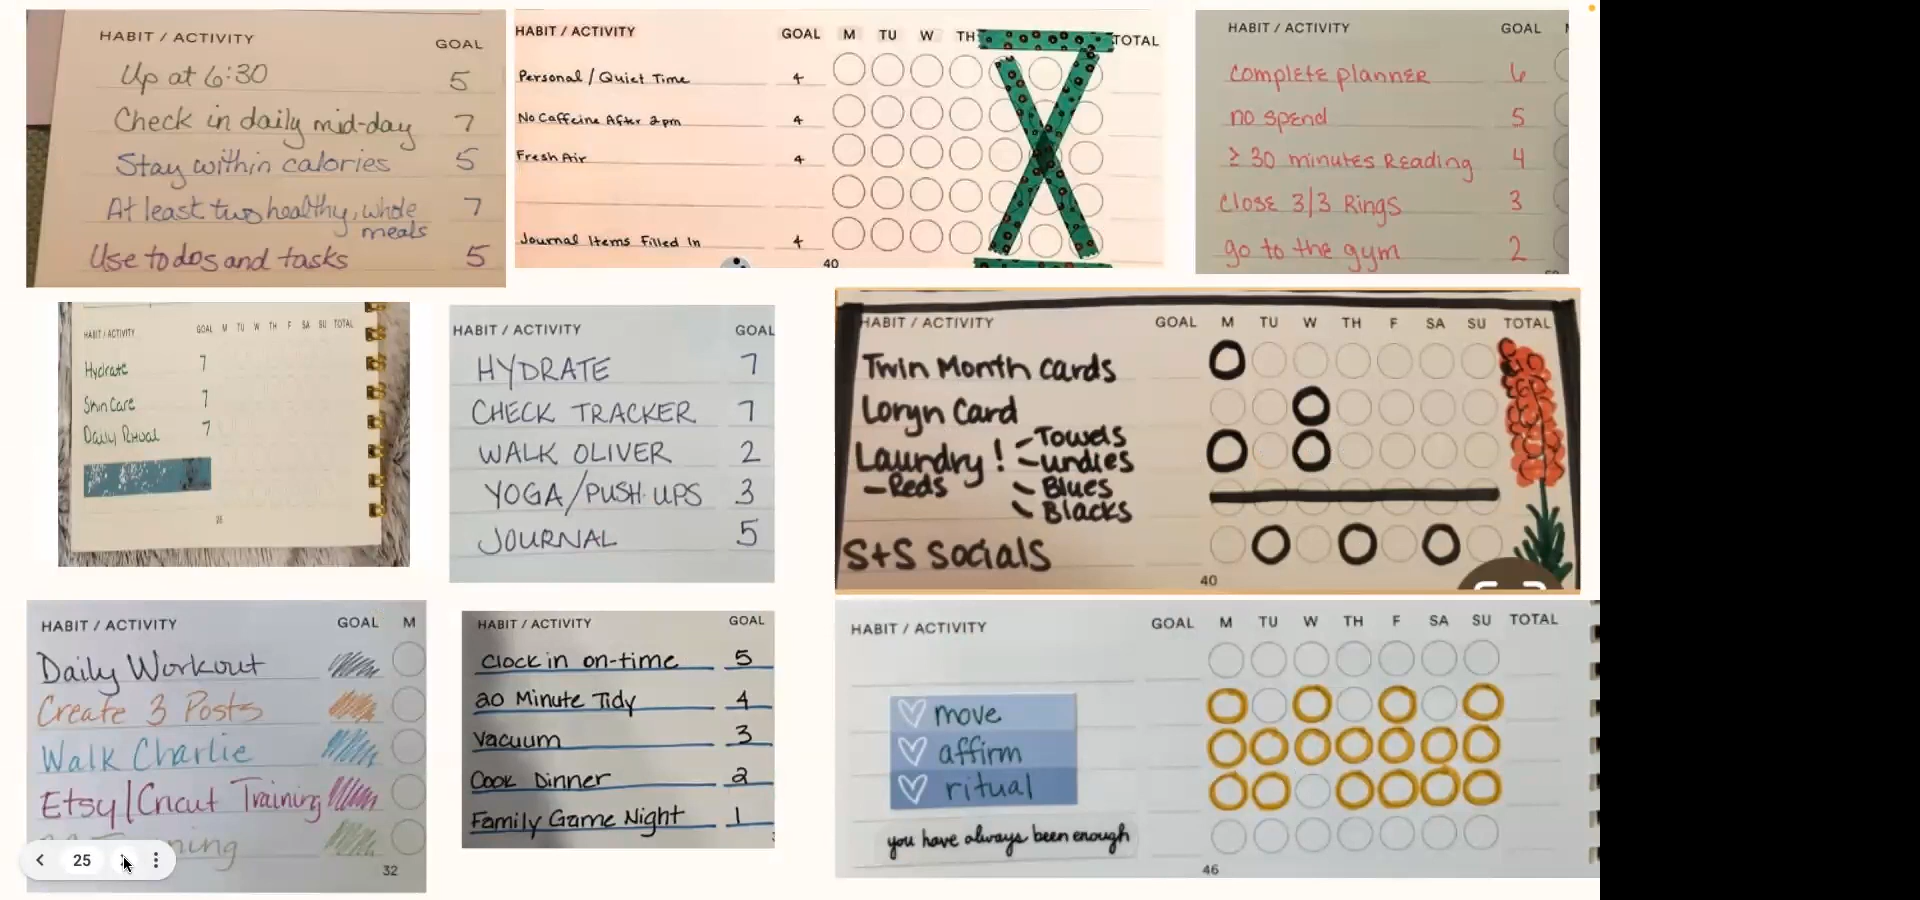 HABIT / ACTIVITY GOAL
Up at 6:30 5
Check in daily mid-day 7
Stay within calories 5
At least two healthy, whole meals 7
Use to dos and tasks 5
HABIT / ACTIVITY GOAL M TU W TH TOTAL
Personal / Quiet Time 4
No Caffeine After 2pm 4
Fresh Air 4
Journal Items Filled In 4
40
HABIT / ACTIVITY GOAL
complete planner 6
no spend 5
≥ 30 minutes Reading 4
close 3/3 Rings 3
go to the gym 2
HABIT / ACTIVITY GOAL M TU W TH F SA SU TOTAL
Hydrate 7
Skin Care 7
Daily Ritual 7
HABIT / ACTIVITY GOAL
HYDRATE 7
CHECK TRACKER 7
WALK OLIVER 2
YOGA/PUSH-UPS 3
JOURNAL 5
HABIT / ACTIVITY GOAL M TU W TH F SA SU TOTAL
Twin Month cards
Loryn Card
Laundry! - Towels
- undies
- Reds - Blues
- Blacks
S+S Socials
40
HABIT / ACTIVITY GOAL M
Daily Workout
Create 3 Posts
Walk Charlie
Etsy/Cricut Training
32
25
HABIT / ACTIVITY GOAL
Clock in on-time 5
20 Minute Tidy 4
Vacuum 3
Cook Dinner 2
Family Game Night 1
HABIT / ACTIVITY GOAL M TU W TH F SA SU TOTAL
move
affirm
ritual
you have always been enough
46